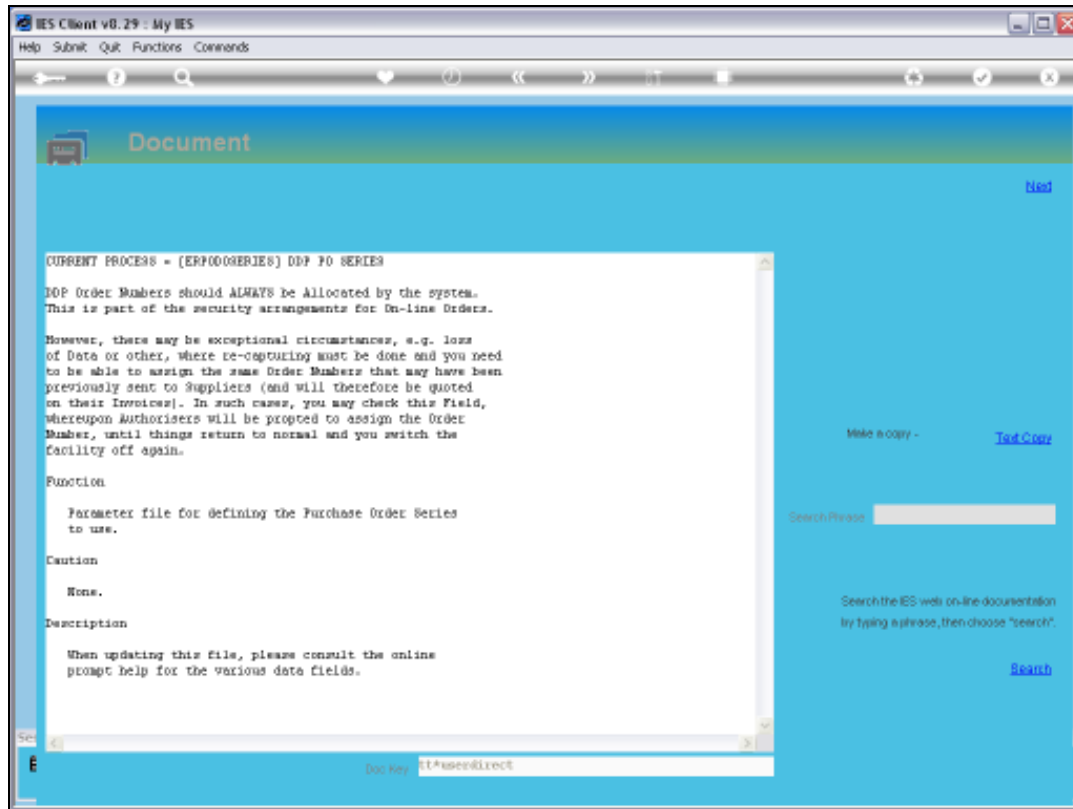 IES Client v8.29 : My IES
Help Submit Quit Functions Commands
Document
Next
CURRENT PROCESS = [ERPODOSERIES] DDP PO SERIES
DDP Order Numbers should ALWAYS be Allocated by the system.
This is part of the security arrangements for On-line Orders.
However, there may be exceptional circumstances, e.g. loss
of Data or other, where re-capturing must be done and you need
to be able to assign the same Order Numbers that may have been
previously sent to Suppliers (and will therefore be quoted
on their Invoices). In such cases, you may check this Field,
whereupon Authorisers will be propted to assign the Order
Number, until things return to normal and you switch the
facility off again.
Make a copy -
Text Copy
Function
Parameter file for defining the Purchase Order Series
to use.
Search Phrase
Caution
None.
Search the IES web on-line documentation
by typing a phrase, then choose "search".
Description
When updating this file, please consult the online
prompt help for the various data fields.
Search
Doc Key
tt*userdirect